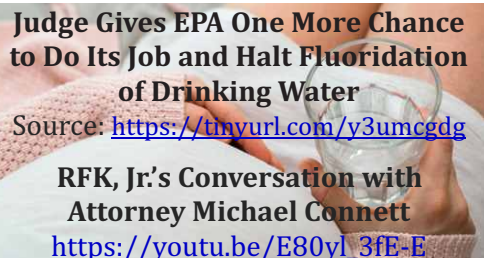 Judge Gives EPA One More Chance
to Do Its Job and Halt Fluoridation
of Drinking Water
Source: https://tinyurl.com/y3umcgdg
RFK, Jr.'s Conversation with
Attorney Michael Connett
https://youtu.be/E80yl_3fE-E